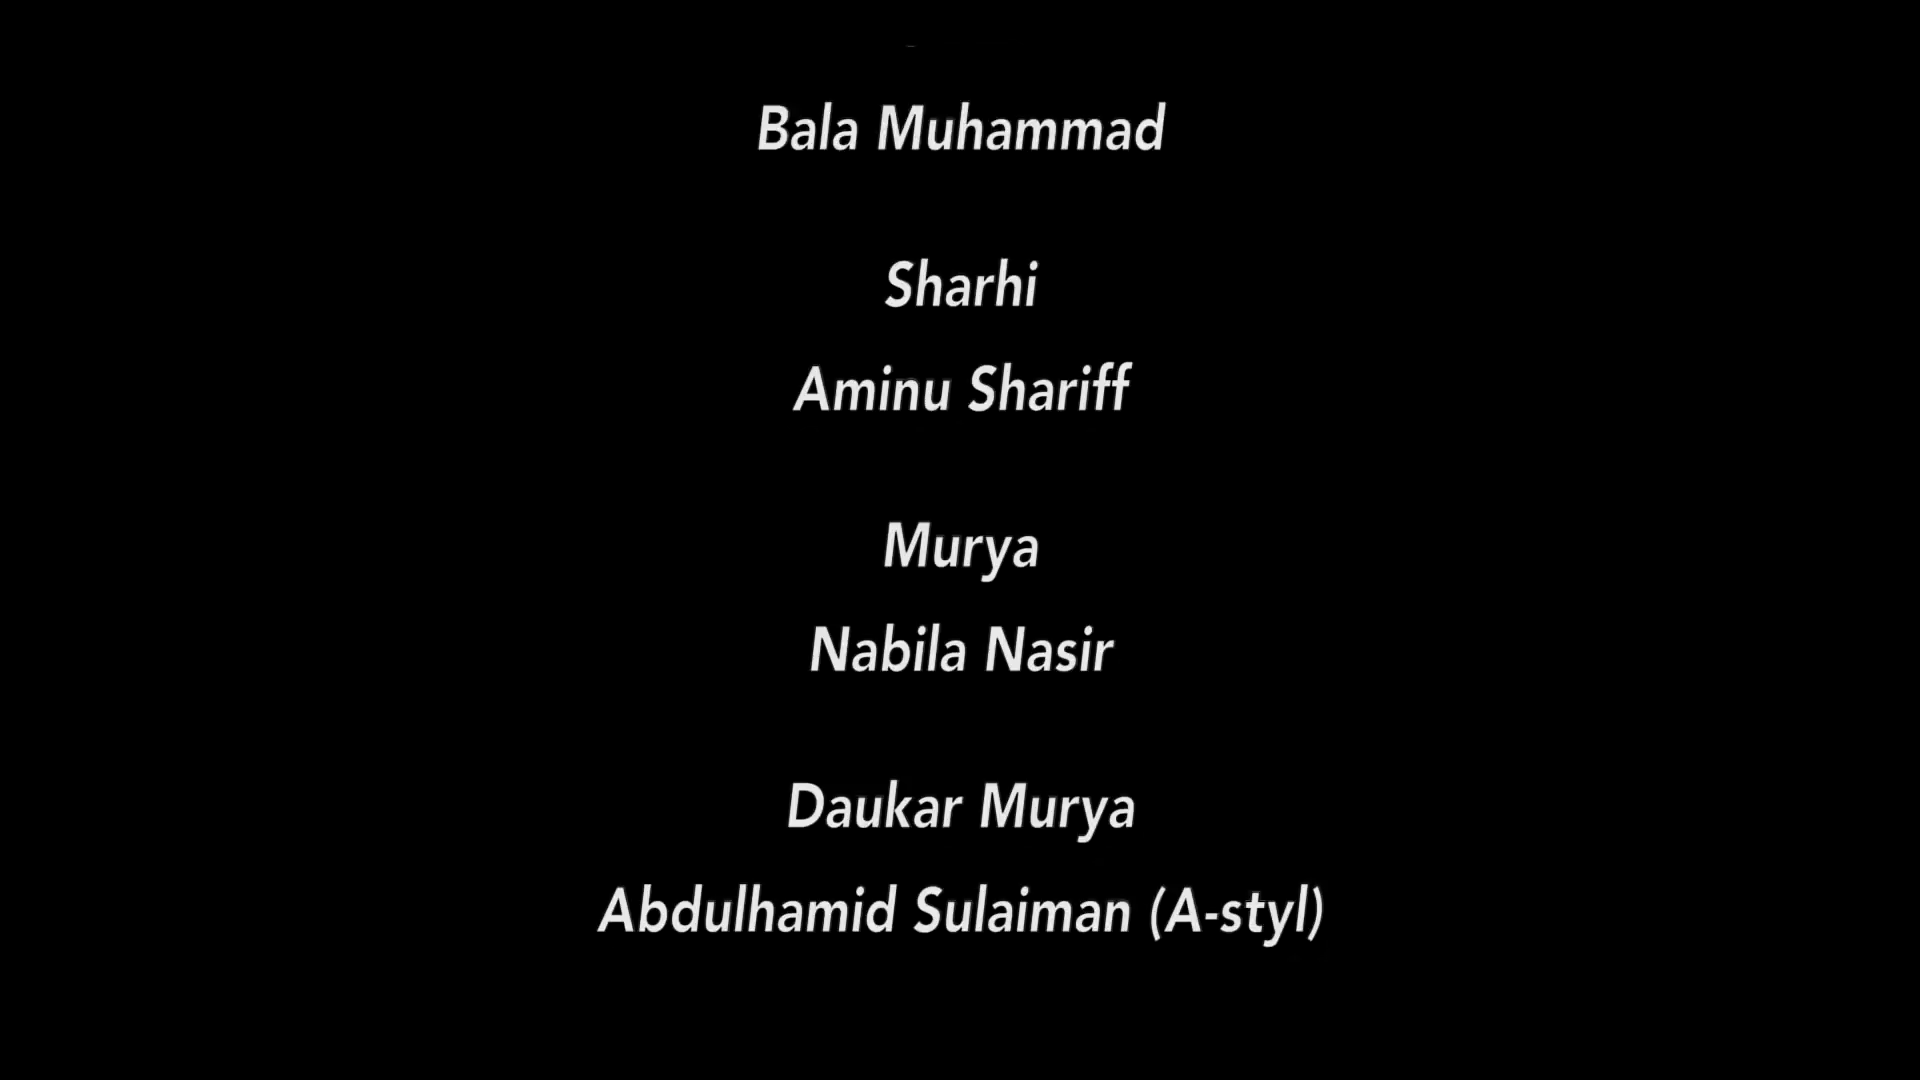 Bala Muhammad
Sharhi
Aminu Shariff
Murya
Nabila Nasir
Daukar Murya
Abdulhamid Sulaiman (A-styl)